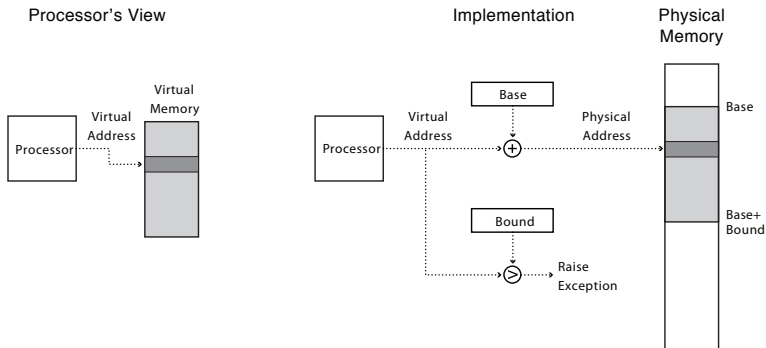 Processor's View
Implementation
Physical
Memory
Virtual
Memory
Virtual
Address
Processor
Base
Virtual
Address
Physical
Address
Processor
Base
+
Bound
Base+
Bound
>
Raise
Exception